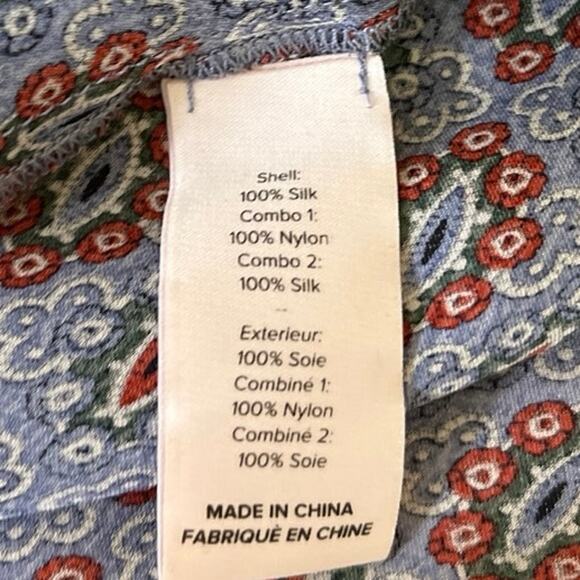 Shell:
100% Silk
Combo 1:
100% Nylon
Combo 2:
100% Silk
--
Exterieur:
100% Soie
Combiné 1:
100% Nylon
Combiné 2:
100% Soie
MADE IN CHINA
FABRIQUÈ EN CHINE